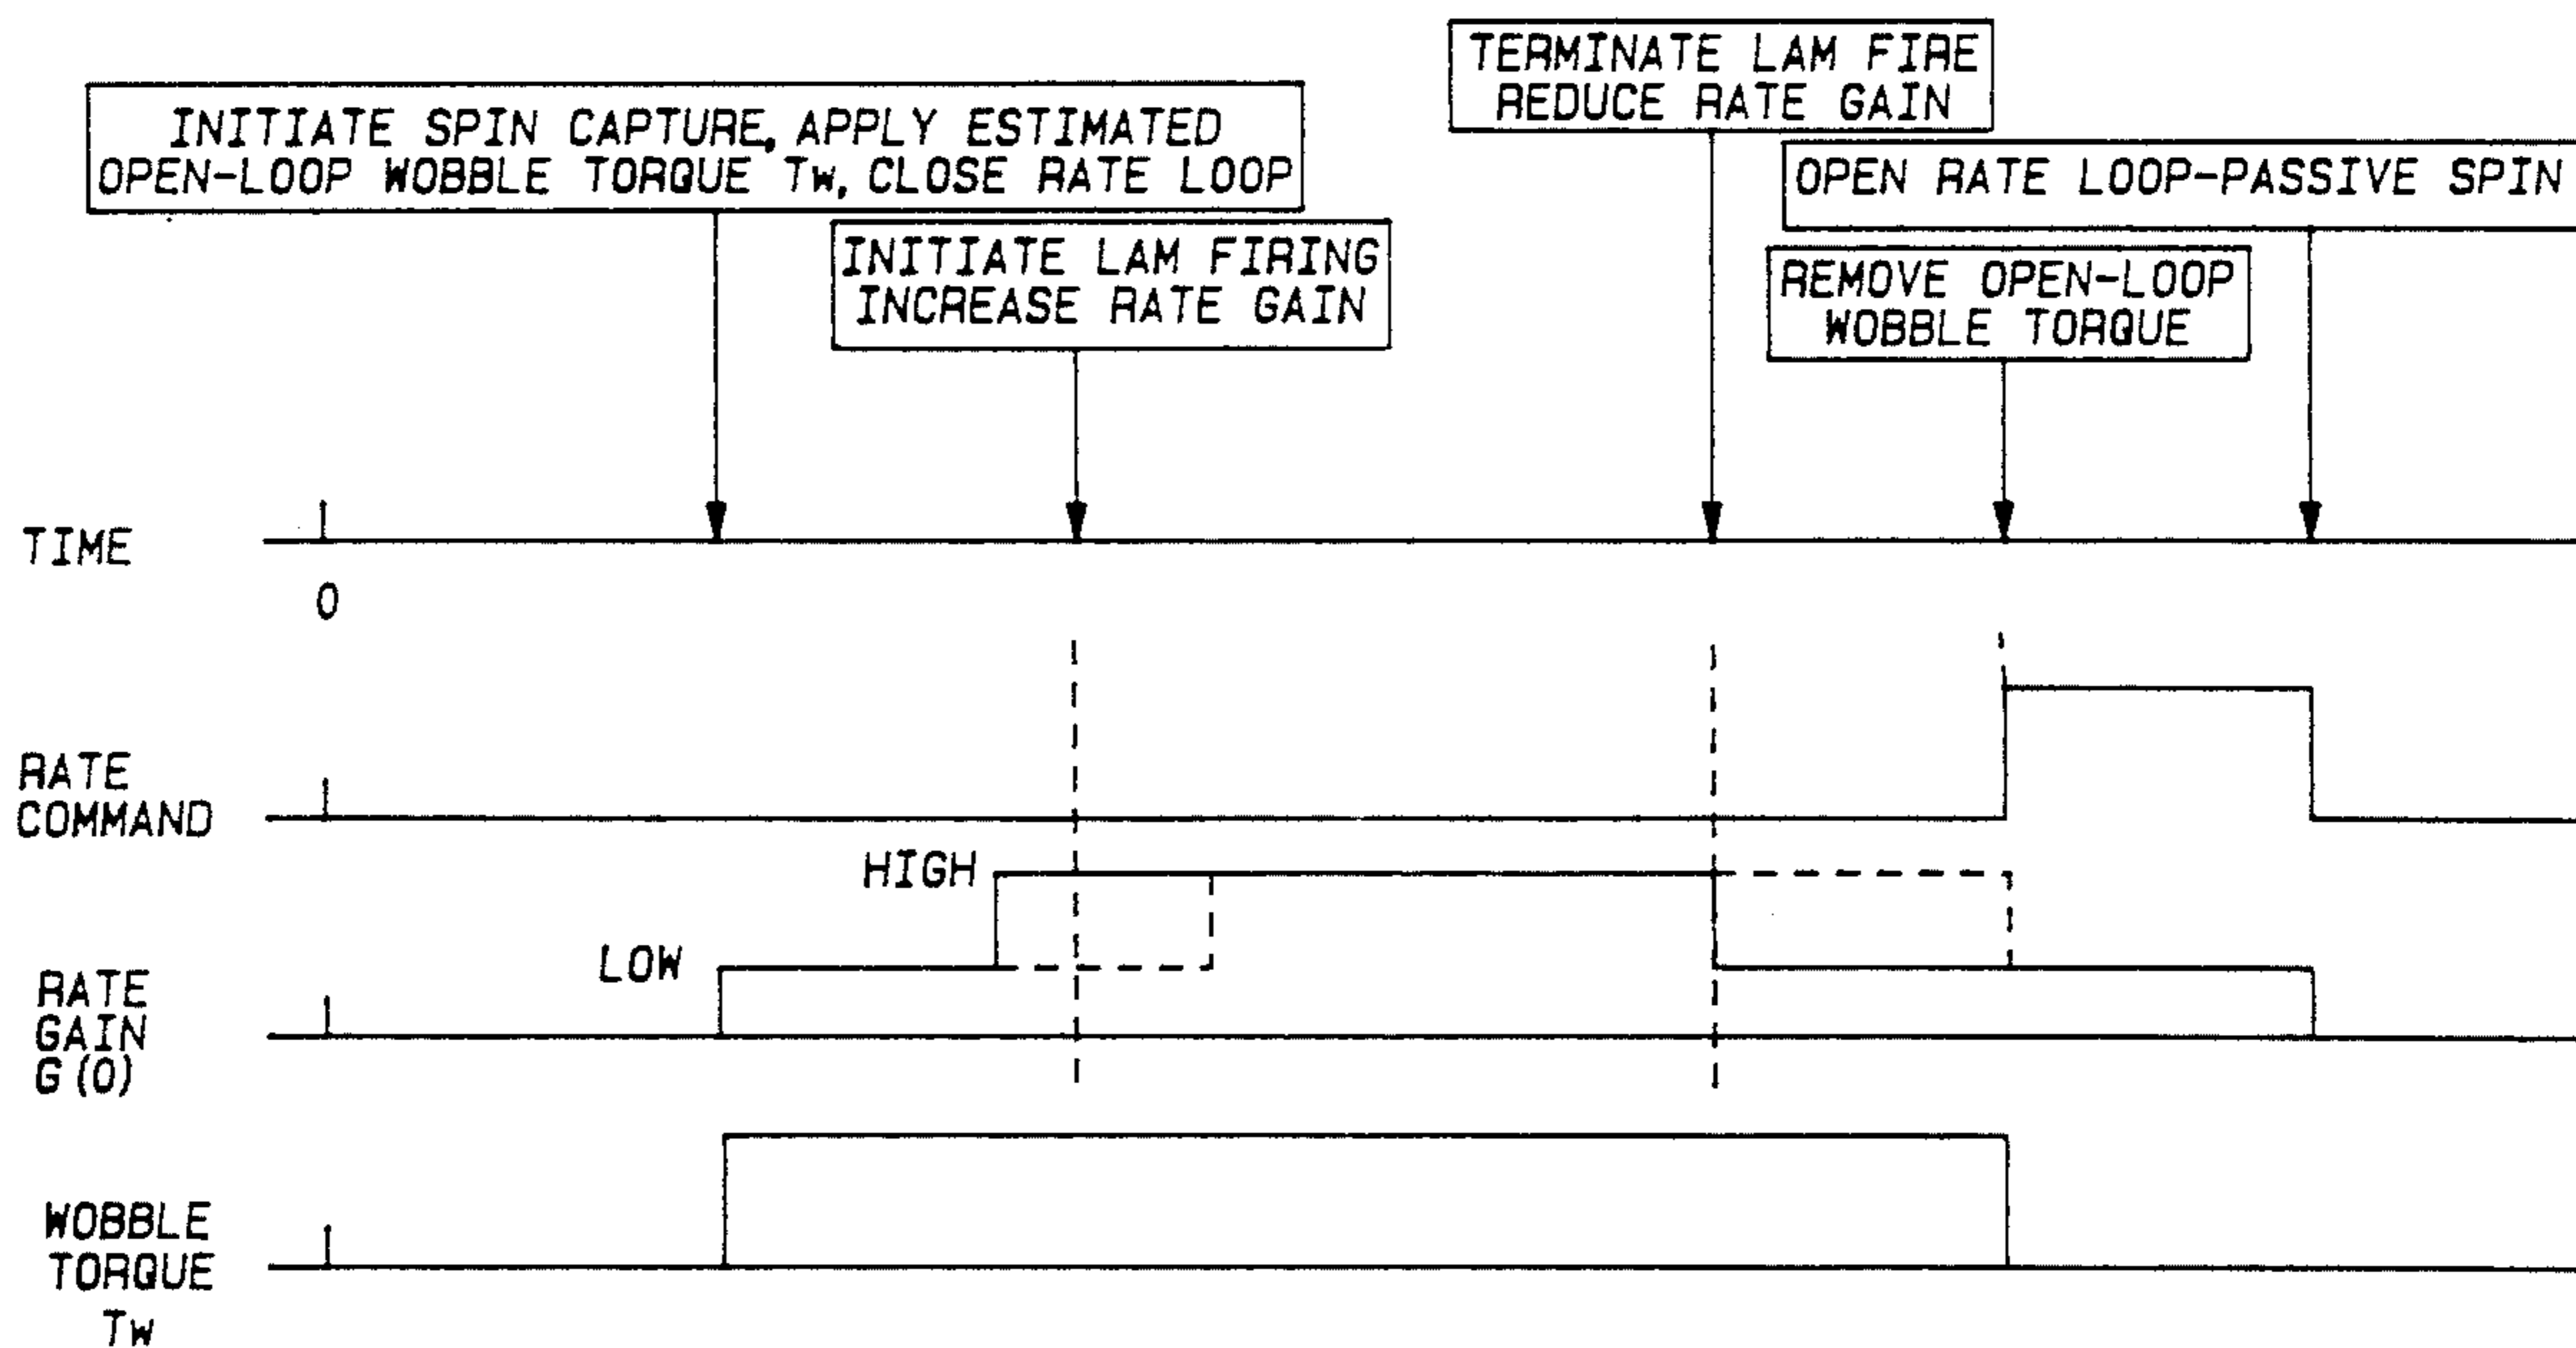 TERMINATE LAM FIRE
REDUCE RATE GAIN
INITIATE SPIN CAPTURE, APPLY ESTIMATED
OPEN-LOOP WOBBLE TORQUE Tw, CLOSE RATE LOOP
OPEN RATE LOOP-PASSIVE SPIN
INITIATE LAM FIRING
INCREASE RATE GAIN
REMOVE OPEN-LOOP
WOBBLE TORQUE
TIME
0
RATE
COMMAND
HIGH
LOW
RATE
GAIN
G (0)
WOBBLE
TORQUE
Tw